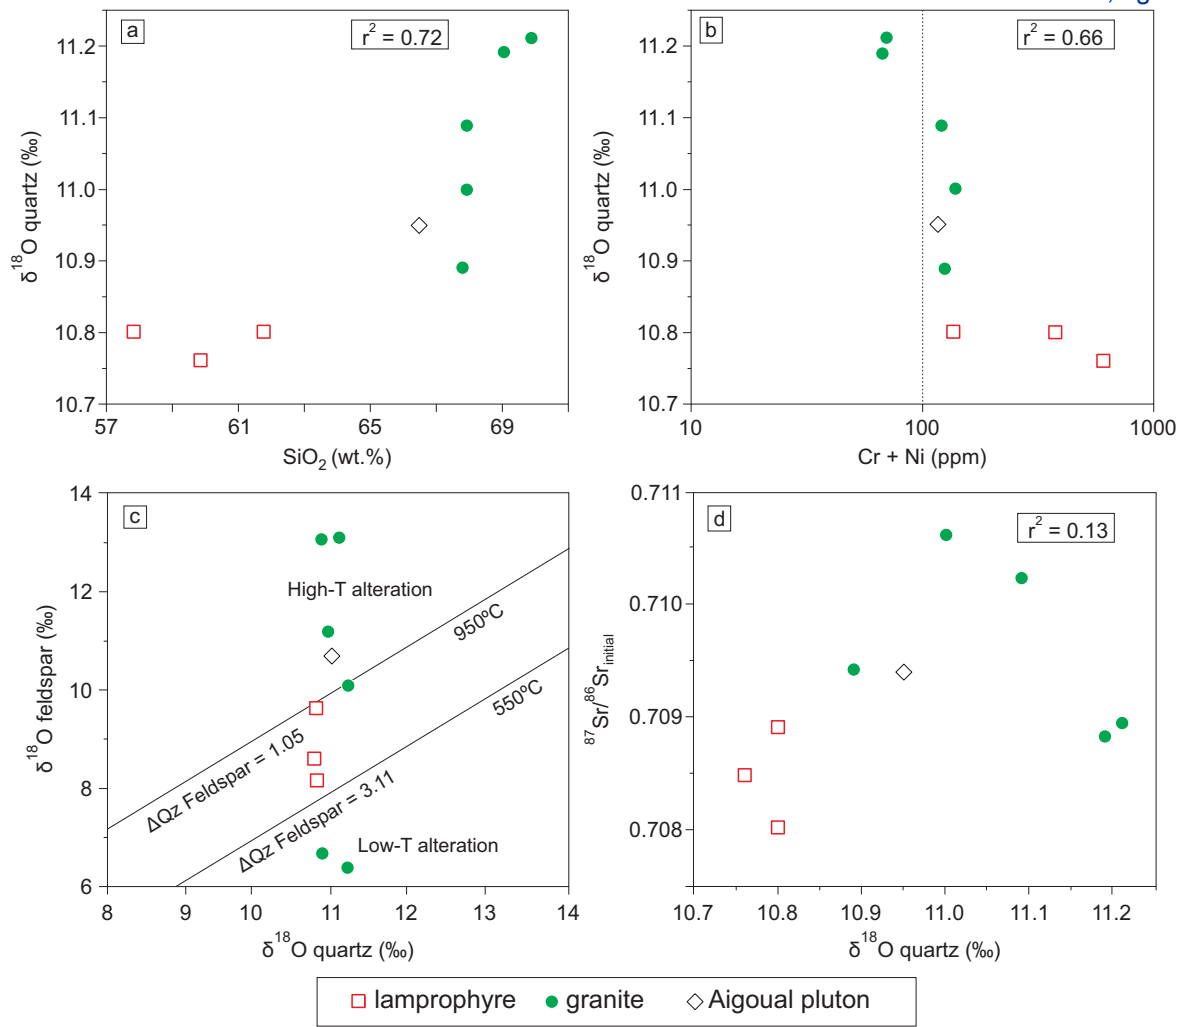 a
r2 = 0.72
11.2
11.1
11.0
10.9
10.8
10.7
57
61
65
69
δ18O quartz (‰)
SiO2 (wt.%)
b
r2 = 0.66
11.2
11.1
11.0
10.9
10.8
10.7
10
100
1000
δ18O quartz (‰)
Cr + Ni (ppm)
c
14
12
10
8
6
8
9
10
11
12
13
14
High-T alteration
950ºC
550ºC
ΔQz Feldspar = 1.05
ΔQz Feldspar = 3.11
Low-T alteration
δ18O feldspar (‰)
δ18O quartz (‰)
d
r2 = 0.13
0.711
0.710
0.709
0.708
10.7
10.8
10.9
11.0
11.1
11.2
87Sr/86Srinitial
δ18O quartz (‰)
lamprophyre
granite
Aigoual pluton